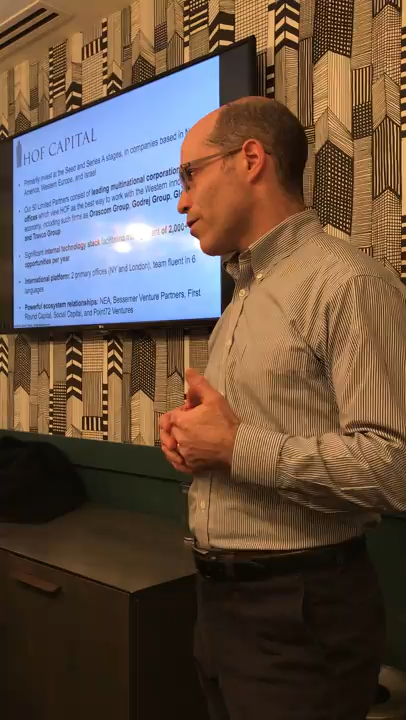 HOF CAPITAL
• Primarily invest at the Seed and Series A stages, in companies based in
America, Western Europe, and Israel
• Our 50 Limited Partners consist of leading multinational corporation
offices which view HOF as the best way to work with the Western
economy, including such firms as Orascom Group, Godrej Group,
and Travco Group
• Significant internal technology stack of 2,000
opportunities per year
• International platform: 2 primary offices (NY and London), team fluent in 6
languages
• Powerful ecosystem relationships: NEA, Bessemer Venture Partners, First
Round Capital, Social Capital, and Point72 Ventures